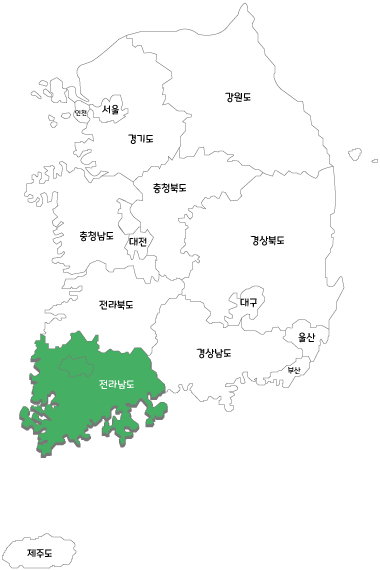 강원도
서울
인천
경기도
충청북도
충청남도
대전
경상북도
전라북도
대구
울산
경상남도
부산
전라남도
제주도